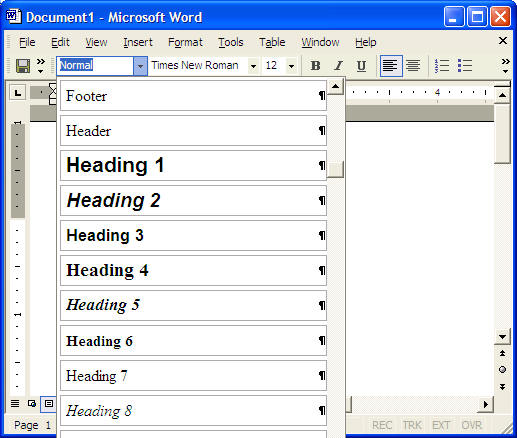 Document1 - Microsoft Word
File Edit View Insert Format Tools Table Window Help
Normal Times New Roman 12 B I U
4
Footer ¶
Header ¶
Heading 1 ¶
Heading 2 ¶
Heading 3 ¶
Heading 4 ¶
Heading 5 ¶
Heading 6 ¶
Heading 7 ¶
Heading 8 ¶
Page 1 REC TRK EXT OVR